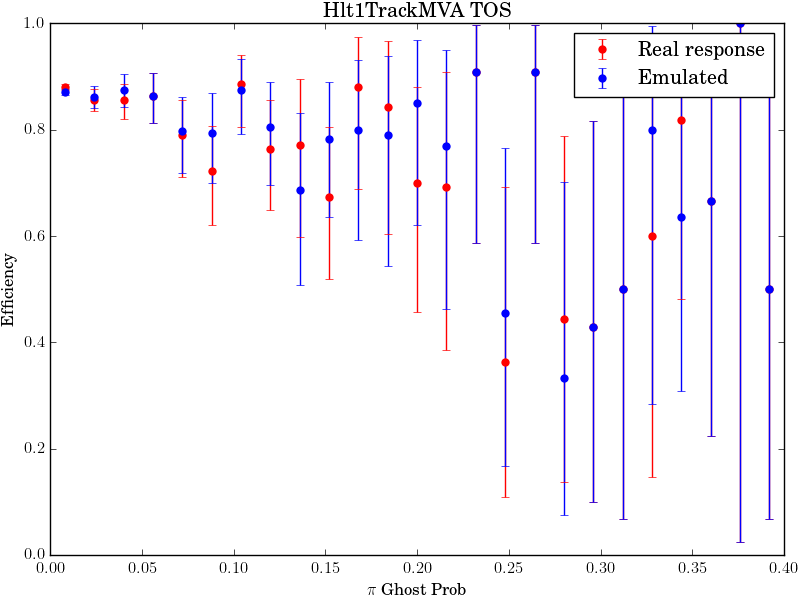 Hlt1TrackMVA TOS
1.0
0.8
0.6
0.4
0.2
0.0
Efficiency
Real response
Emulated
0.00 0.05 0.10 0.15 0.20 0.25 0.30 0.35 0.40
π Ghost Prob